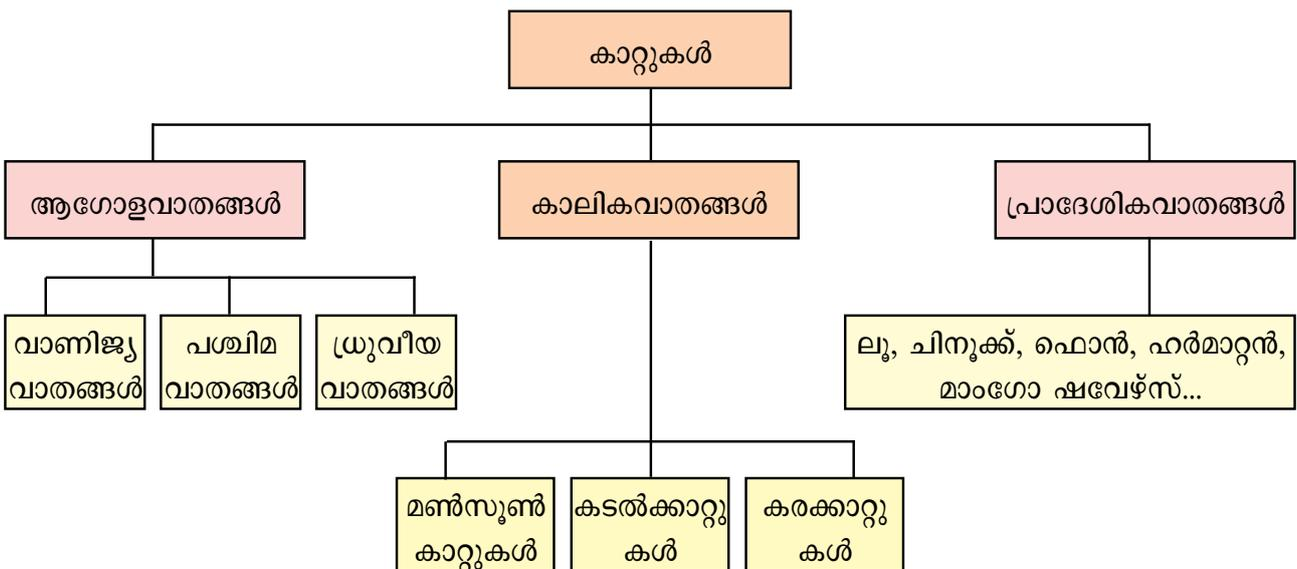 കാറ്റുകൾ
ആഗോളവാതങ്ങൾ
കാലികവാതങ്ങൾ
പ്രാദേശികവാതങ്ങൾ
വാണിജ്യ
വാതങ്ങൾ
പശ്ചിമ
വാതങ്ങൾ
ധ്രുവീയ
വാതങ്ങൾ
ലൂ, ചിനൂക്ക്, ഫൊൻ, ഹർമാറ്റൻ,
മാംഗോ ഷവേഴ്സ്...
മൺസൂൺ
കാറ്റുകൾ
കടൽക്കാറ്റു
കൾ
കരക്കാറ്റു
കൾ